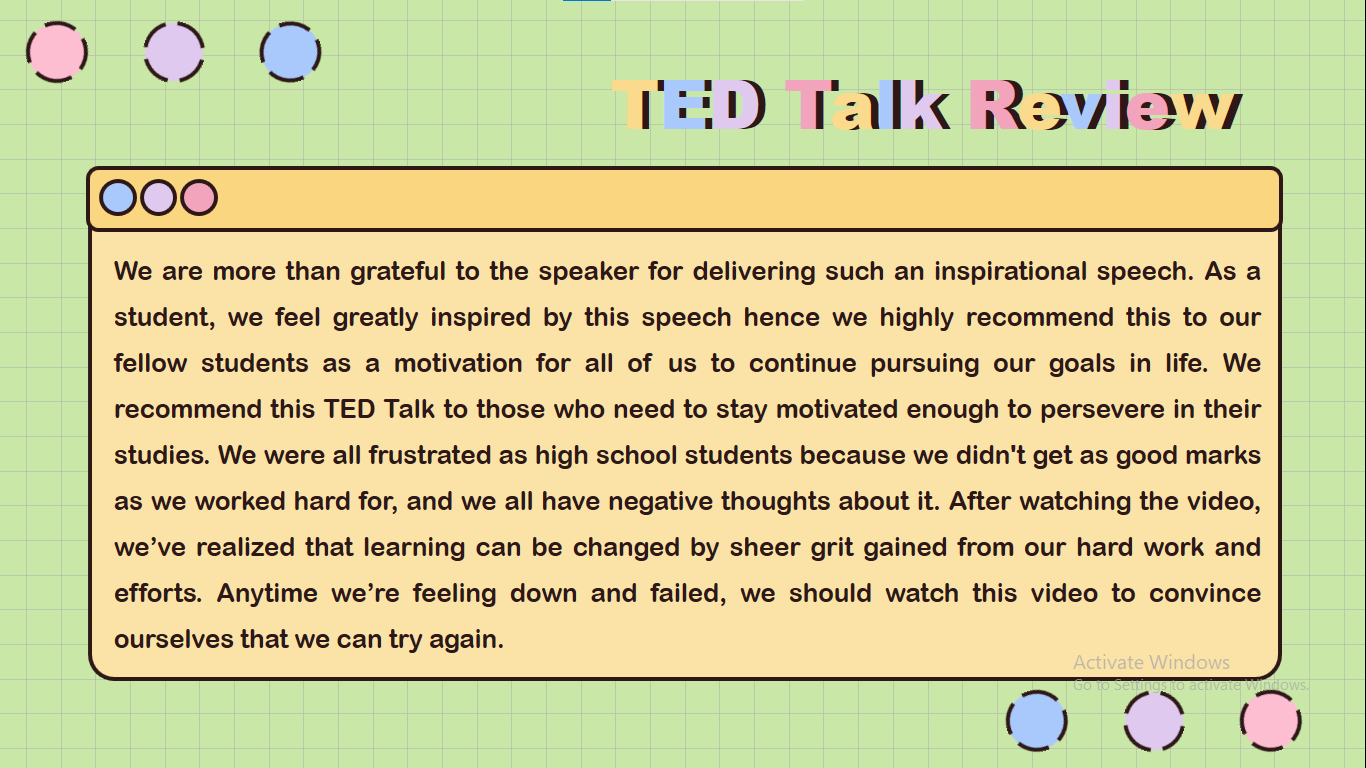 TED Talk Review
We are more than grateful to the speaker for delivering such an inspirational speech. As a
student, we feel greatly inspired by this speech hence we highly recommend this to our
fellow students as a motivation for all of us to continue pursuing our goals in life. We
recommend this TED Talk to those who need to stay motivated enough to persevere in their
studies. We were all frustrated as high school students because we didn't get as good marks
as we worked hard for, and we all have negative thoughts about it. After watching the video,
we’ve realized that learning can be changed by sheer grit gained from our hard work and
efforts. Anytime we’re feeling down and failed, we should watch this video to convince
ourselves that we can try again.
Activate Windows
Go to Settings to activate Windows.